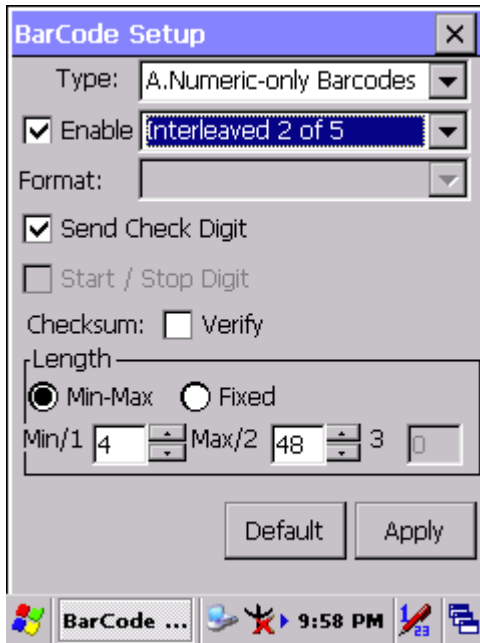 BarCode Setup
Type: A.Numeric-only Barcodes
Enable Interleaved 2 of 5
Format:
Send Check Digit
Start / Stop Digit
Checksum: Verify
Length
Min-Max Fixed
Min/1 4 Max/2 48 3 0
Default Apply
BarCode ... 9:58 PM 123